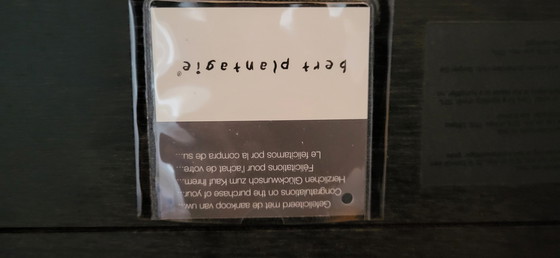 Gefeliciteerd met de aankoop van uw...
Congratulations on the purchase of your...
Herzlichen Glückwunsch zum Kauf Ihrem...
Félicitations pour l'achat de votre...
Le felicitamos por la compra de su...
bert plantagie®